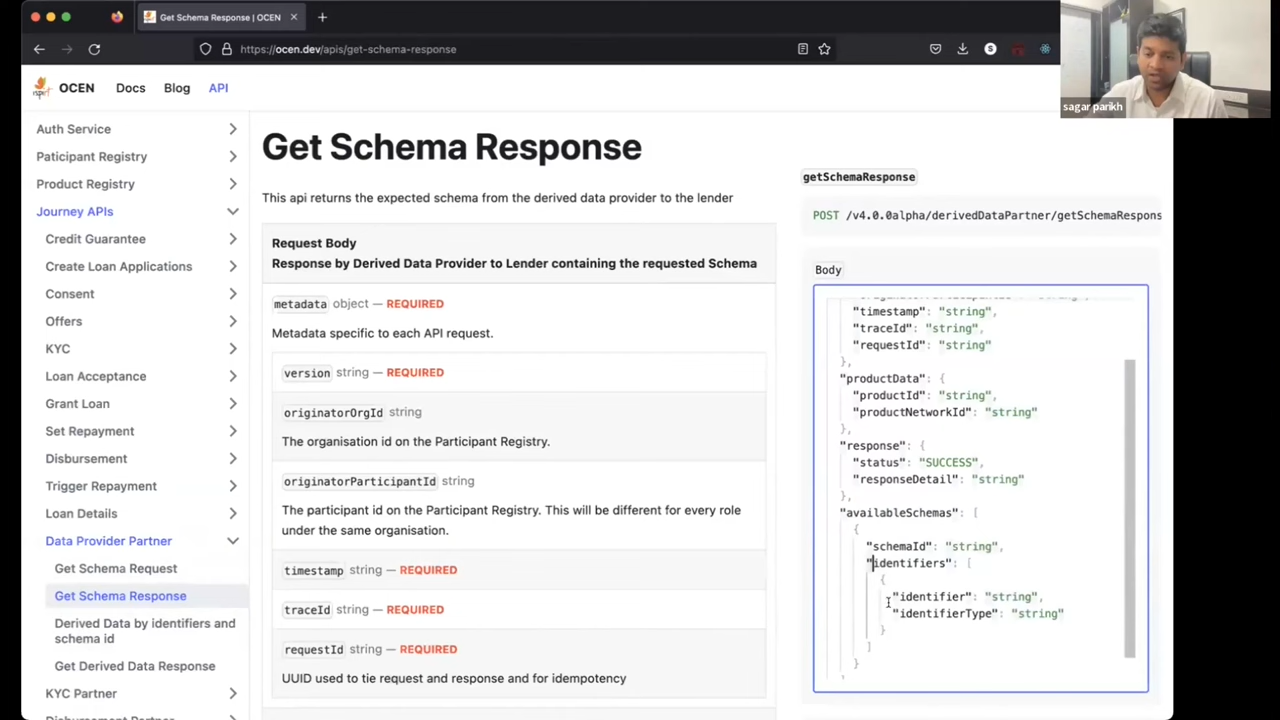 Get Schema Response | OCEN
https://ocen.dev/apis/get-schema-response
sagar parikh
OCEN Docs Blog API
Auth Service
Paticipant Registry
Product Registry
Journey APIs
Credit Guarantee
Create Loan Applications
Consent
Offers
KYC
Loan Acceptance
Grant Loan
Set Repayment
Disbursement
Trigger Repayment
Loan Details
Data Provider Partner
Get Schema Request
Get Schema Response
Derived Data by identifiers and
schema id
Get Derived Data Response
KYC Partner
Get Schema Response
This api returns the expected schema from the derived data provider to the lender
Request Body
Response by Derived Data Provider to Lender containing the requested Schema
metadata object — REQUIRED
Metadata specific to each API request.
version string — REQUIRED
originatorOrgId string
The organisation id on the Participant Registry.
originatorParticipantId string
The participant id on the Participant Registry. This will be different for every role
under the same organisation.
timestamp string — REQUIRED
traceId string — REQUIRED
requestId string — REQUIRED
UUID used to tie request and response and for idempotency
getSchemaResponse
POST /v4.0.0alpha/derivedDataPartner/getSchemaRespons
Body
"timestamp": "string",
"traceId": "string",
"requestId": "string"
},
"productData": {
"productId": "string",
"productNetworkId": "string"
},
"response": {
"status": "SUCCESS",
"responseDetail": "string"
},
"availableSchemas": [
{
"schemaId": "string",
"identifiers": [
{
"identifier": "string",
"identifierType": "string"
}
]
}